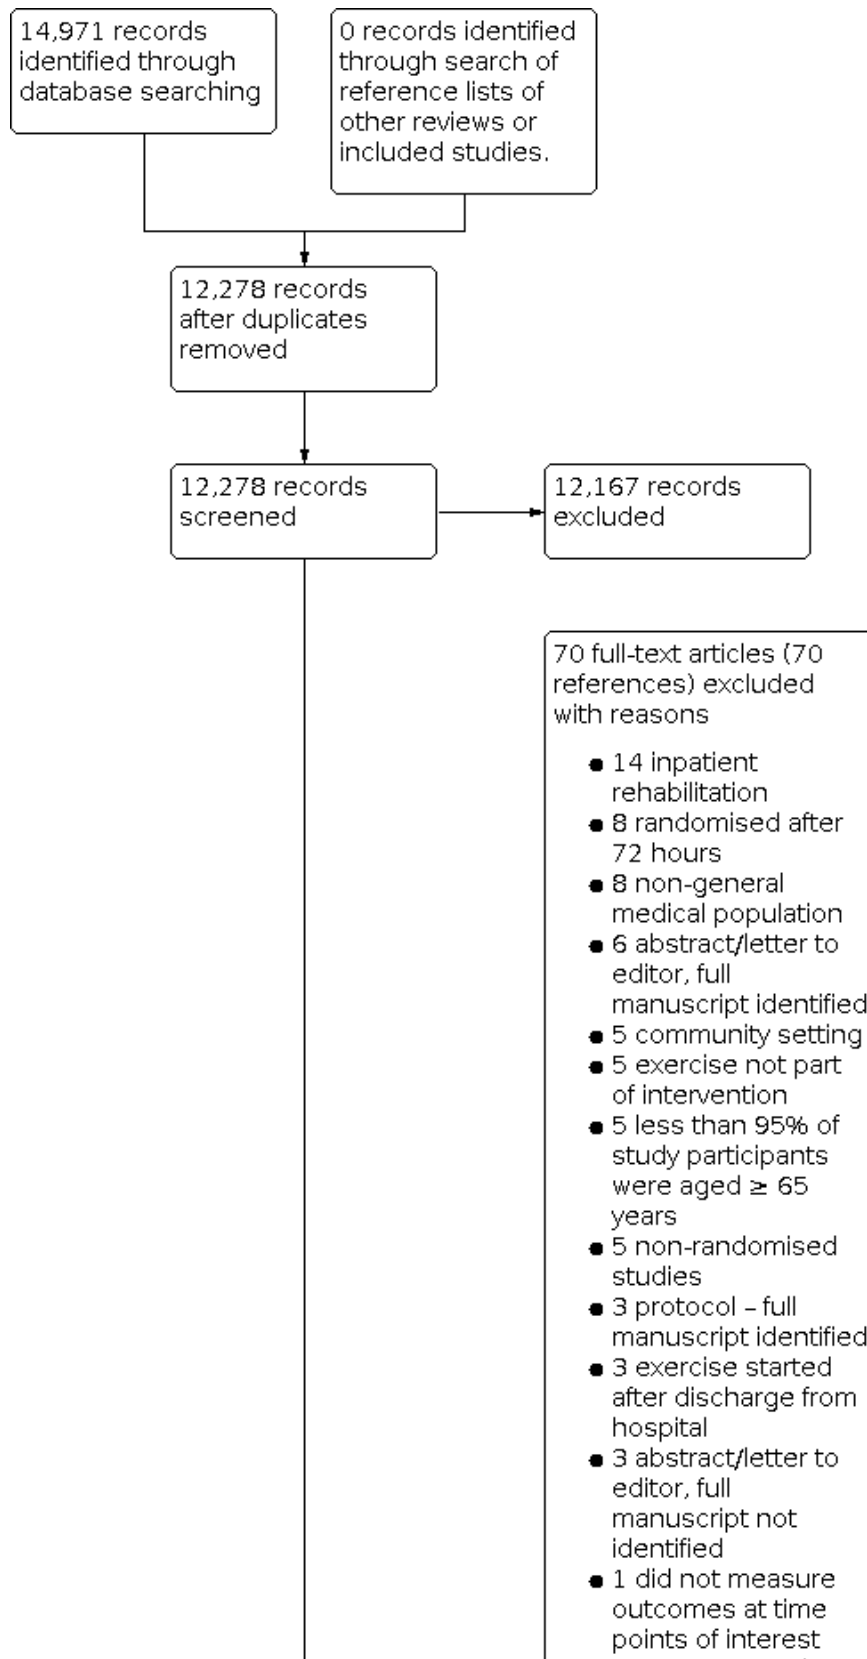 14,971 records
identified through
database searching
0 records identified
through search of
reference lists of
other reviews or
included studies.
12,278 records
after duplicates
removed
12,278 records
screened
12,167 records
excluded
70 full-text articles (70
references) excluded
with reasons
● 14 inpatient
rehabilitation
● 8 randomised after
72 hours
● 8 non-general
medical population
● 6 abstract/letter to
editor, full
manuscript identified
● 5 community setting
● 5 exercise not part
of intervention
● 5 less than 95% of
study participants
were aged ≥ 65
years
● 5 non-randomised
studies
● 3 protocol – full
manuscript identified
● 3 exercise started
after discharge from
hospital
● 3 abstract/letter to
editor, full
manuscript not
identified
● 1 did not measure
outcomes at time
points of interest